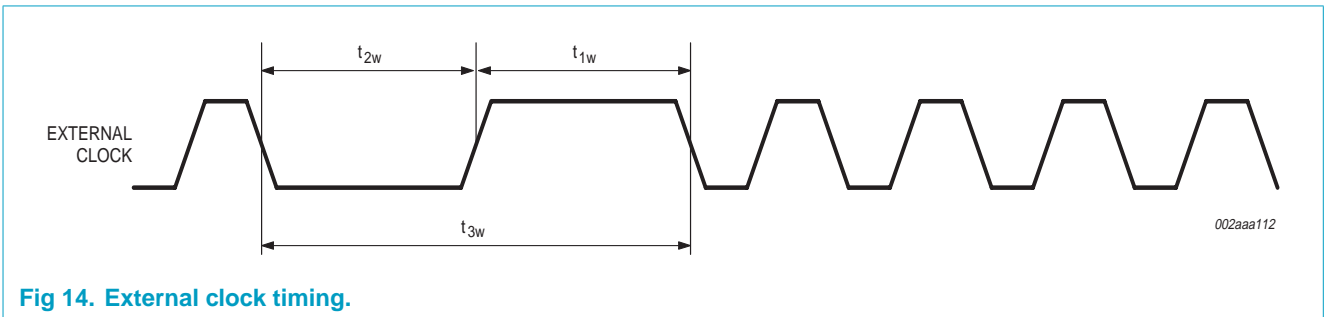 t2w
t1w
EXTERNAL
CLOCK
t3w
002aaa112
Fig 14. External clock timing.